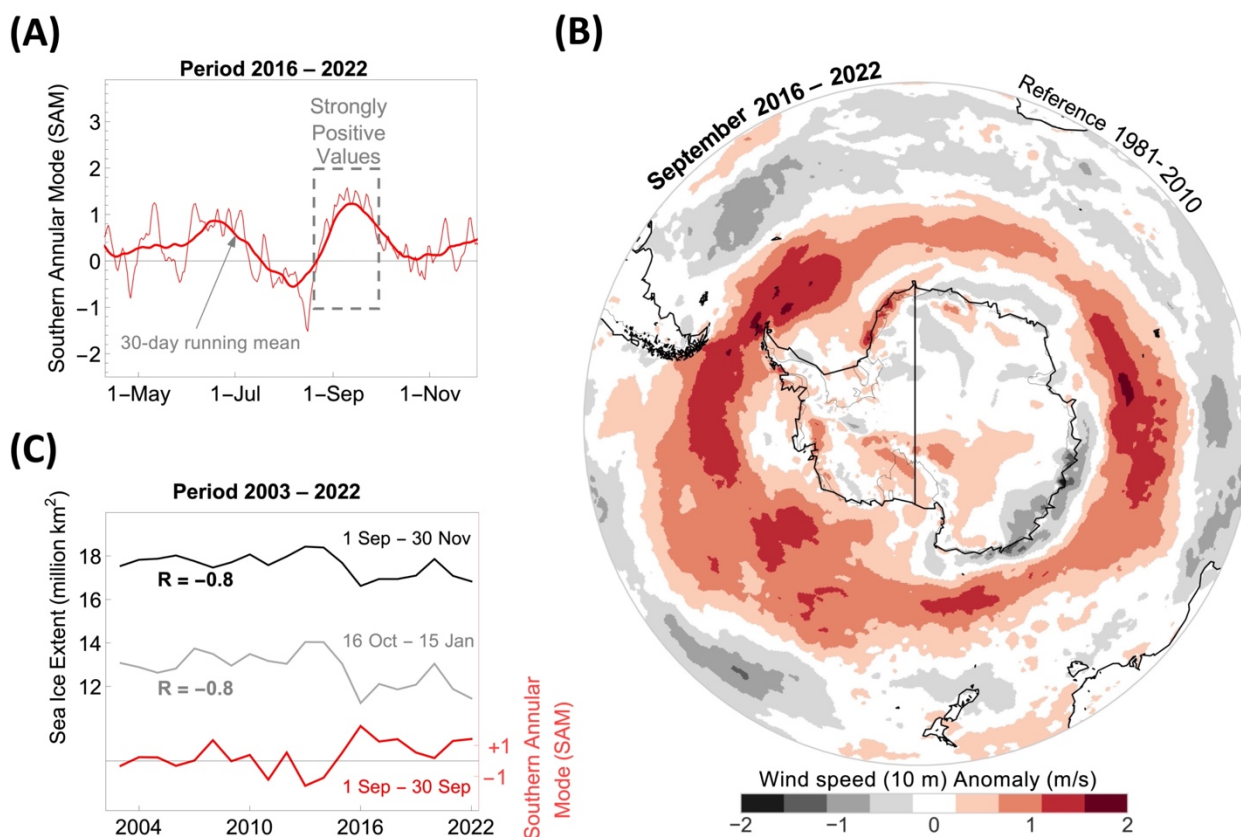 (A)
Period 2016 – 2022
Southern Annular Mode (SAM)
3
2
1
0
−1
−2
Strongly
Positive
Values
30-day running mean
1−May
1−Jul
1−Sep
1−Nov
(B)
September 2016 – 2022
Reference 1981-2010
Wind speed (10 m) Anomaly (m/s)
−2
−1
0
1
2
(C)
Period 2003 – 2022
Sea Ice Extent (million km²)
18
16
14
12
1 Sep – 30 Nov
R = −0.8
16 Oct – 15 Jan
R = −0.8
1 Sep – 30 Sep
+1
−1
Southern Annular
Mode (SAM)
2004
2010
2016
2022